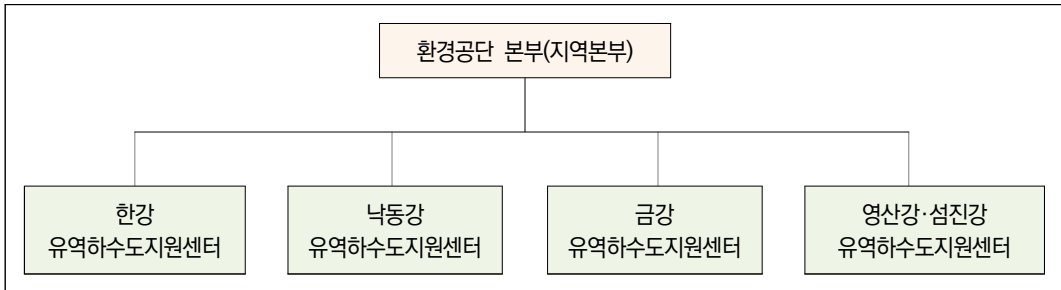 환경공단 본부(지역본부)
한강
유역하수도지원센터
낙동강
유역하수도지원센터
금강
유역하수도지원센터
영산강·섬진강
유역하수도지원센터